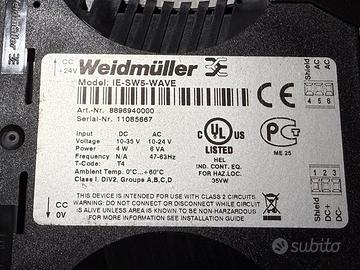 CC
+24V
Weidmüller
Model: IE-SW5-WAVE
Art.-Nr. 8896940000
Serial-Nr. 11085667
Input DC AC
Voltage 10-35 V 10-24 V
Power 4 W 6 VA
Frequency N/A 47-63Hz
T-Code: T4
Ambient Temp. 0°C...+60°C
Class I, DIV2, Groups A,B,C,D
CE
C UL US
LISTED
HEL
IND. CONT. EQ.
FOR HAZ.LOC.
35VW
ME 25
Shield AC AC
4 5 6
1 2 3
Shield DC+ DC-
THIS DEVICE IS INTENDED FOR USE WITH CLASS 2 CIRCUITS
WARNING: DO NOT CONNECT OR DISCONNECT WHILE CIRCUIT
IS ALIVE UNLESS AREA IS KNOWN TO BE NON-HAZARDOUS
FOR MORE INFORMATION SEE INSTALLATION GUIDE
CC
0V
subito